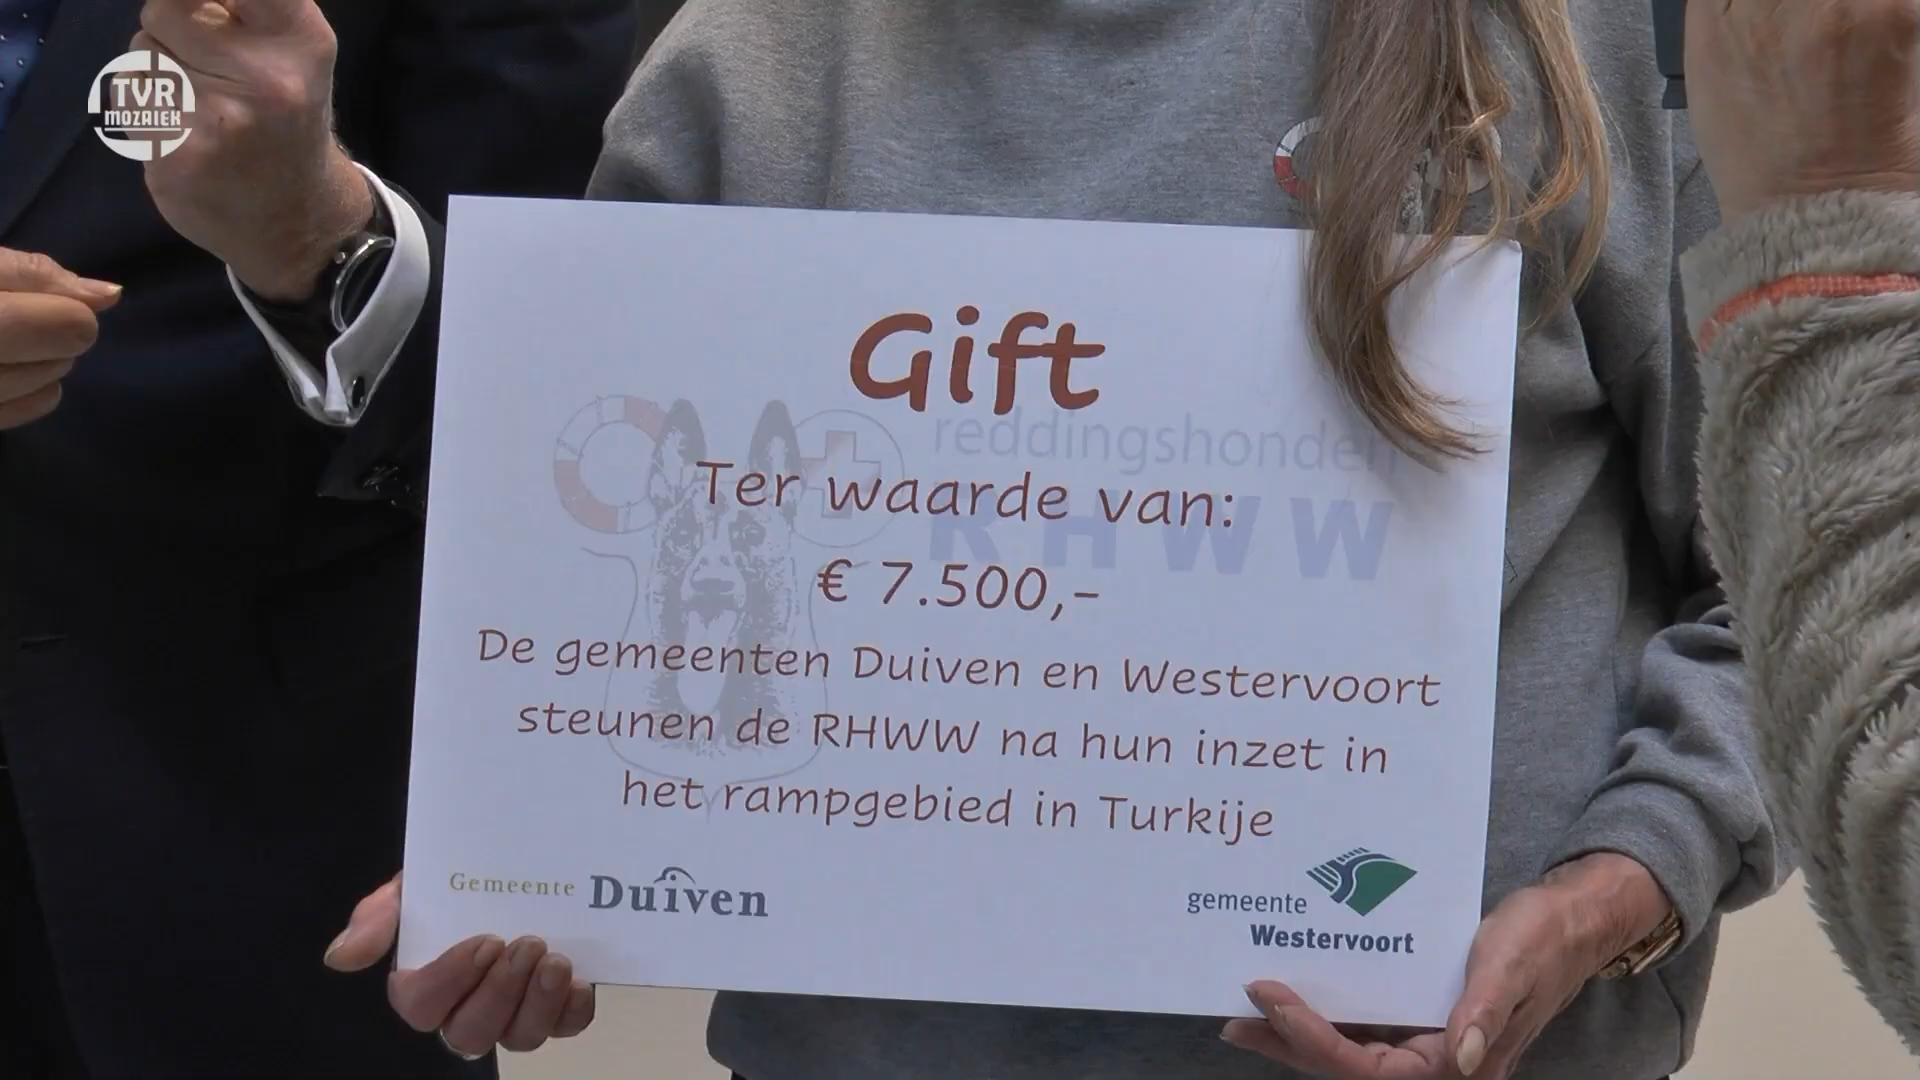 TVR
MOZAIEK
Gift
reddingshonden
RHWW
Ter waarde van:
€ 7.500,-
De gemeenten Duiven en Westervoort
steunen de RHWW na hun inzet in
het rampgebied in Turkije
Gemeente Duiven
gemeente
Westervoort